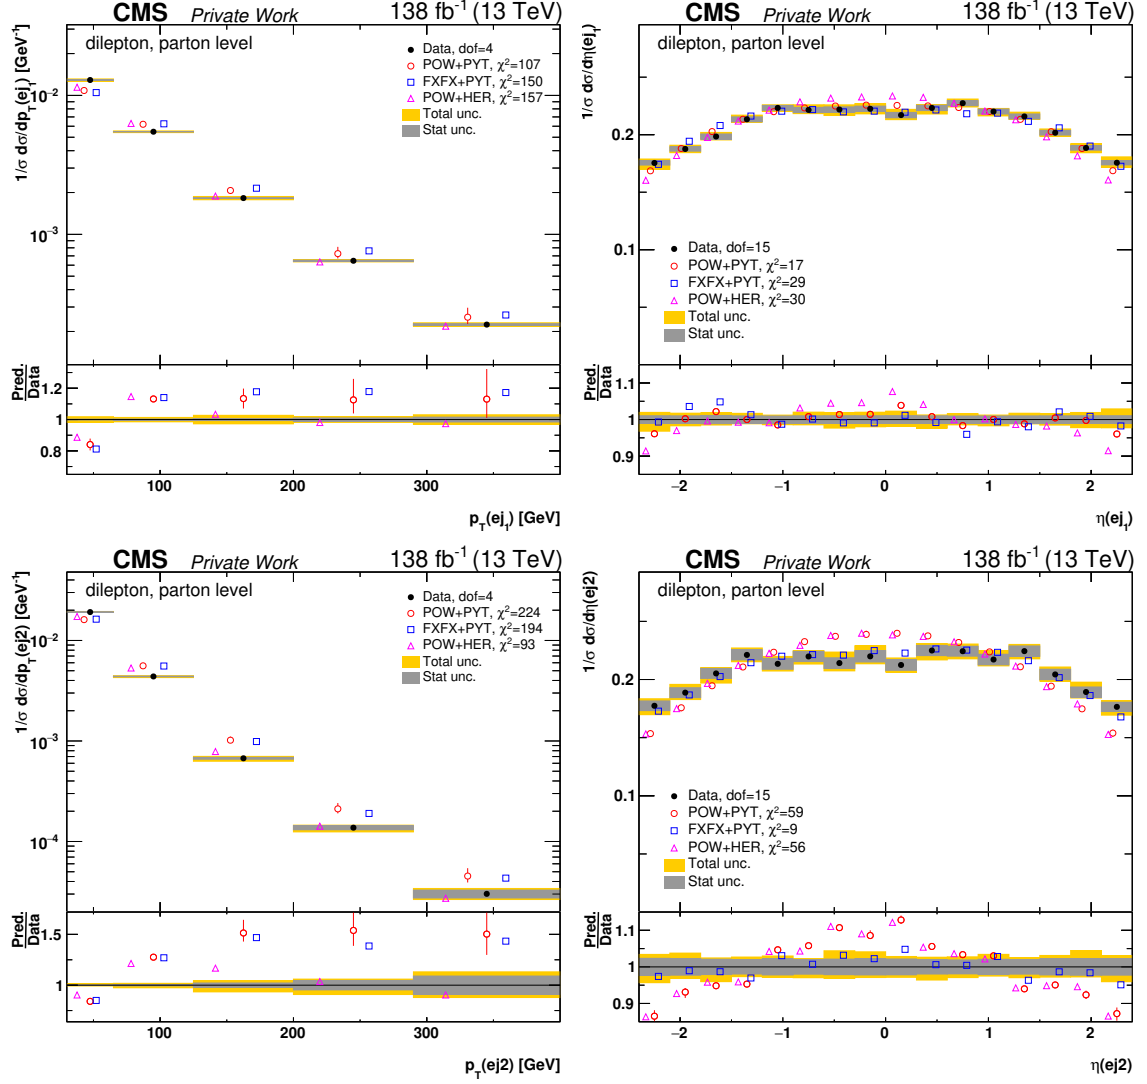 CMS Private Work 138 fb⁻¹ (13 TeV)
dilepton, parton level
Data, dof=4
POW+PYT, χ²=107
FXFX+PYT, χ²=150
POW+HER, χ²=157
Total unc.
Stat unc.
1/σ dσ/dp_T(ej_1) [GeV⁻¹]
10⁻²
10⁻³
Pred.
Data
1.2
1
0.8
100 200 300
p_T(ej_1) [GeV]
CMS Private Work 138 fb⁻¹ (13 TeV)
dilepton, parton level
1/σ dσ/dη(ej_1)
0.2
0.1
Data, dof=15
POW+PYT, χ²=17
FXFX+PYT, χ²=29
POW+HER, χ²=30
Total unc.
Stat unc.
Pred.
Data
1.1
1
0.9
−2 −1 0 1 2
η(ej_1)
CMS Private Work 138 fb⁻¹ (13 TeV)
dilepton, parton level
Data, dof=4
POW+PYT, χ²=224
FXFX+PYT, χ²=194
POW+HER, χ²=93
Total unc.
Stat unc.
1/σ dσ/dp_T(ej2) [GeV⁻¹]
10⁻²
10⁻³
10⁻⁴
Pred.
Data
1.5
1
100 200 300
p_T(ej2) [GeV]
CMS Private Work 138 fb⁻¹ (13 TeV)
dilepton, parton level
1/σ dσ/dη(ej2)
0.2
0.1
Data, dof=15
POW+PYT, χ²=59
FXFX+PYT, χ²=9
POW+HER, χ²=56
Total unc.
Stat unc.
Pred.
Data
1.1
1
0.9
−2 −1 0 1 2
η(ej2)